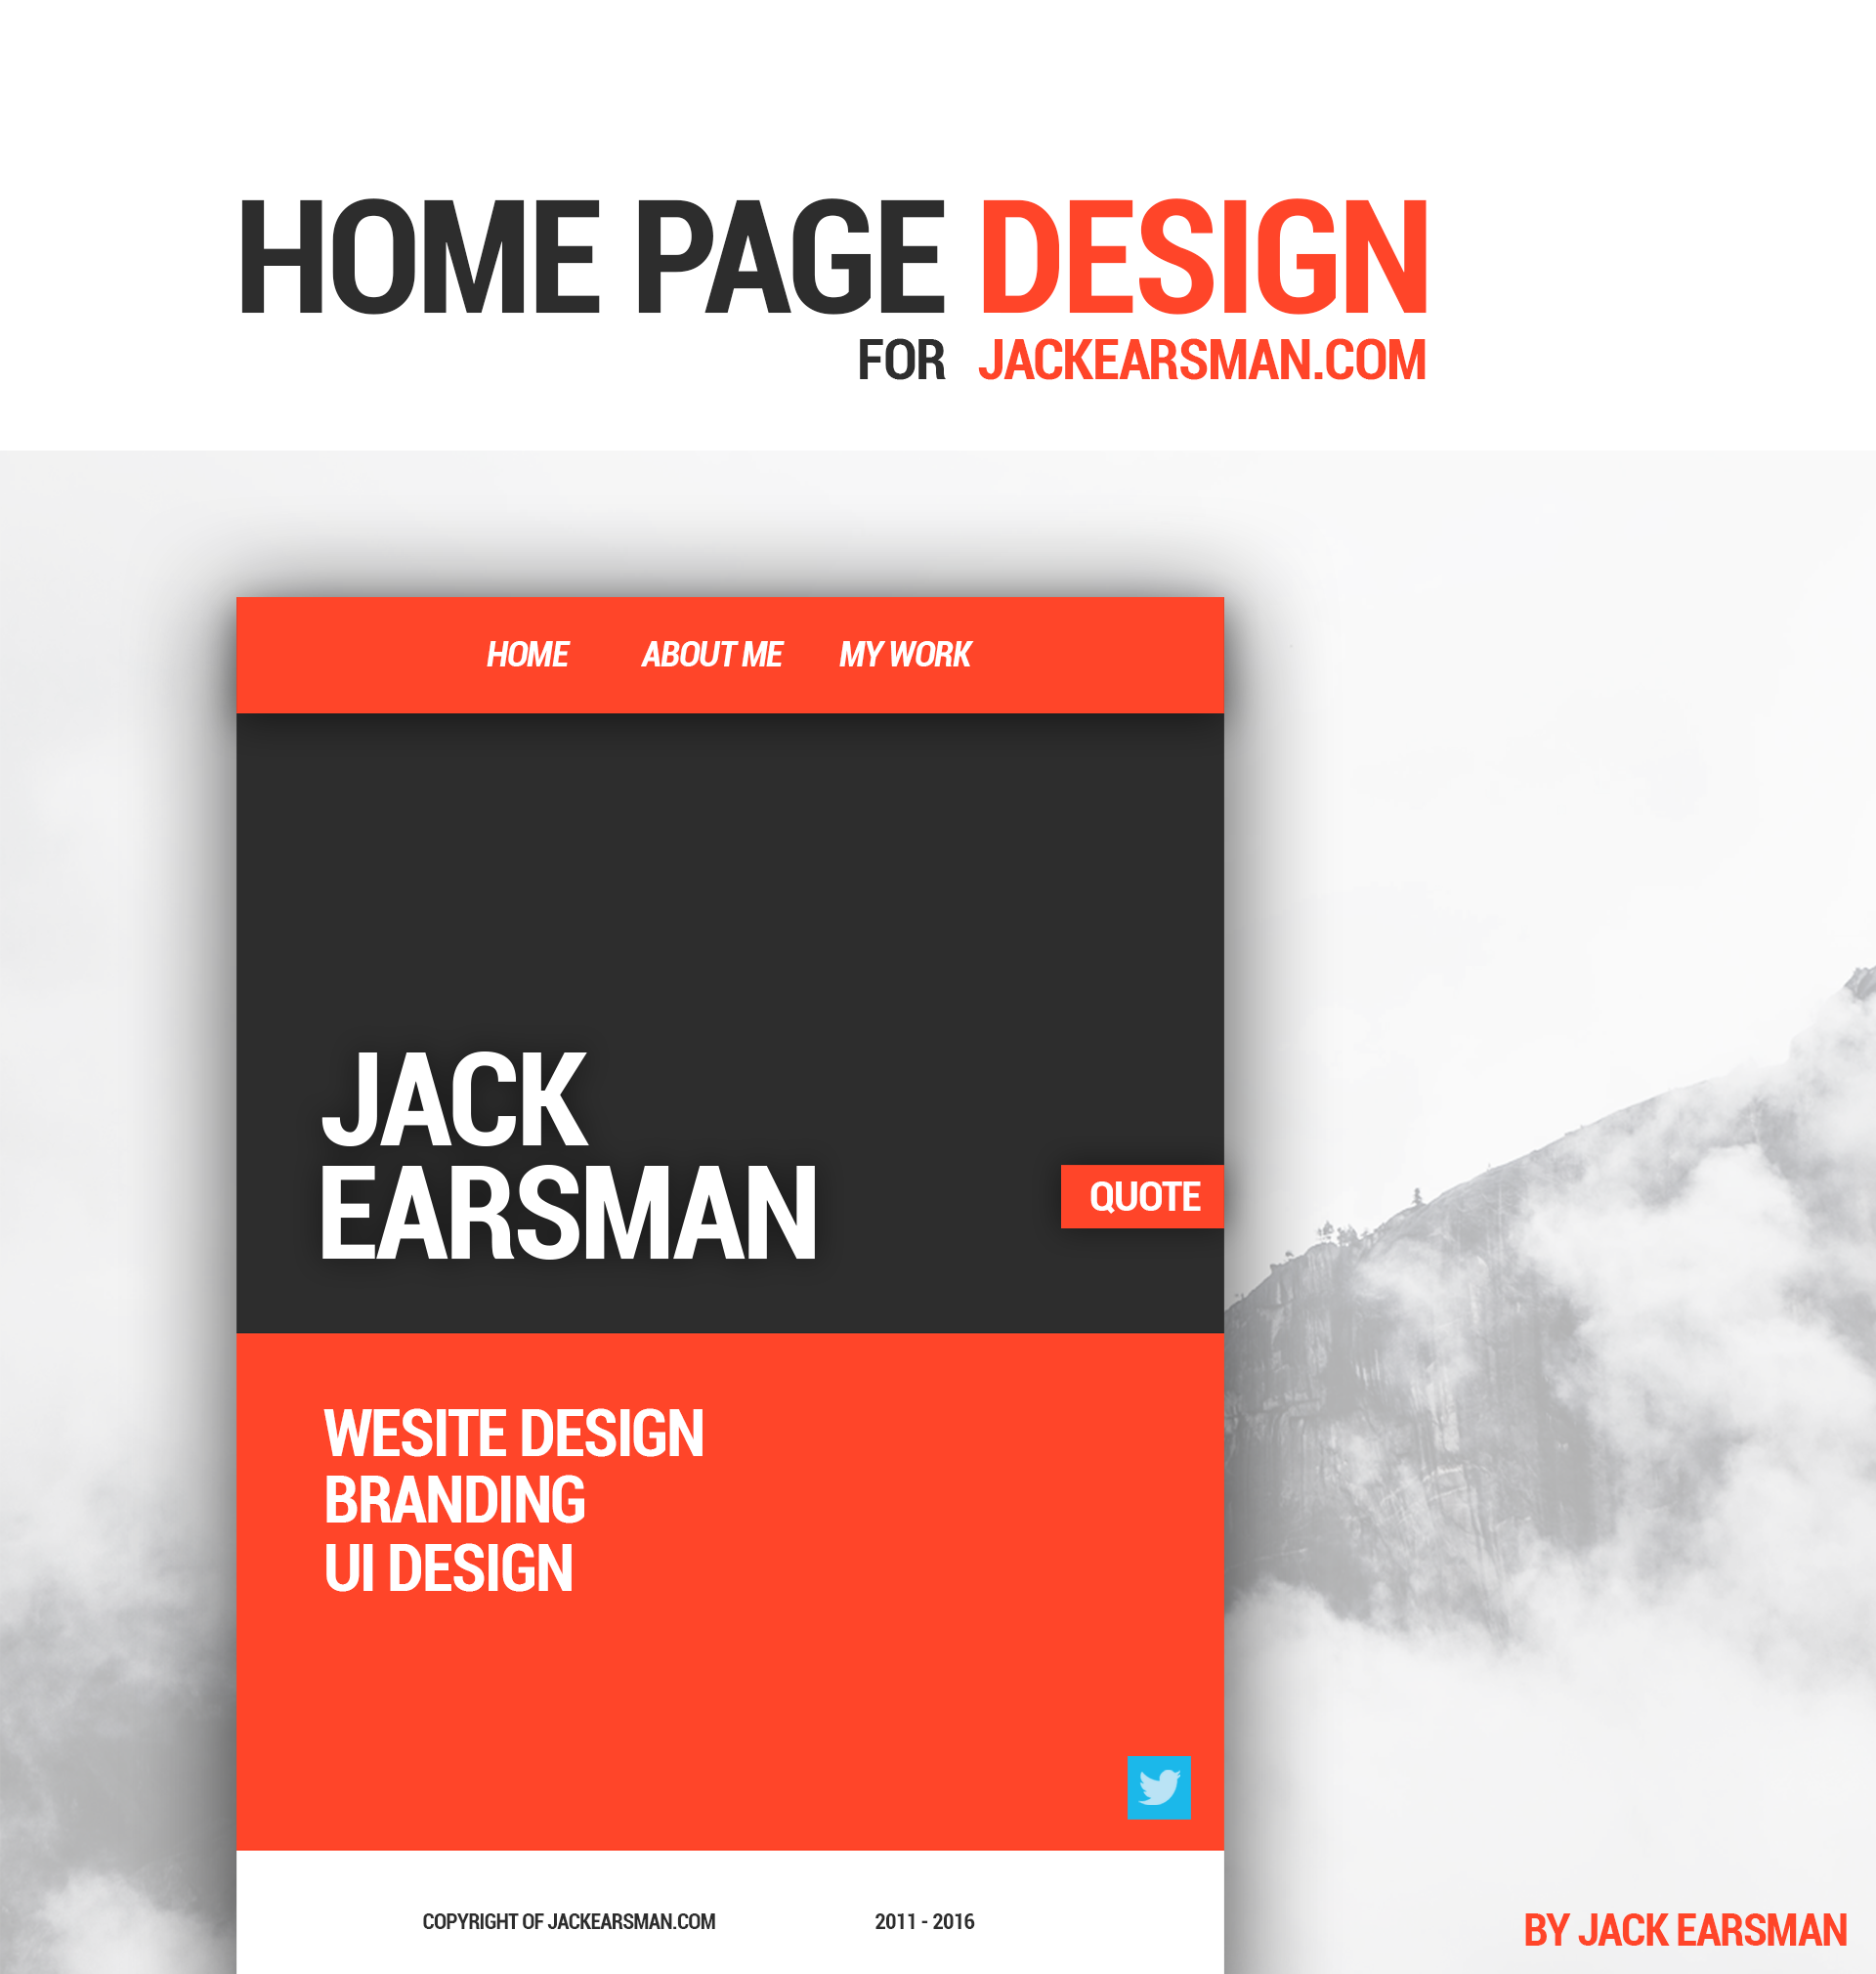 HOME PAGE DESIGN
FOR JACKEARSMAN.COM
HOME ABOUT ME MY WORK
JACK
EARSMAN
QUOTE
WESITE DESIGN
BRANDING
UI DESIGN
COPYRIGHT OF JACKEARSMAN.COM 2011 - 2016
BY JACK EARSMAN